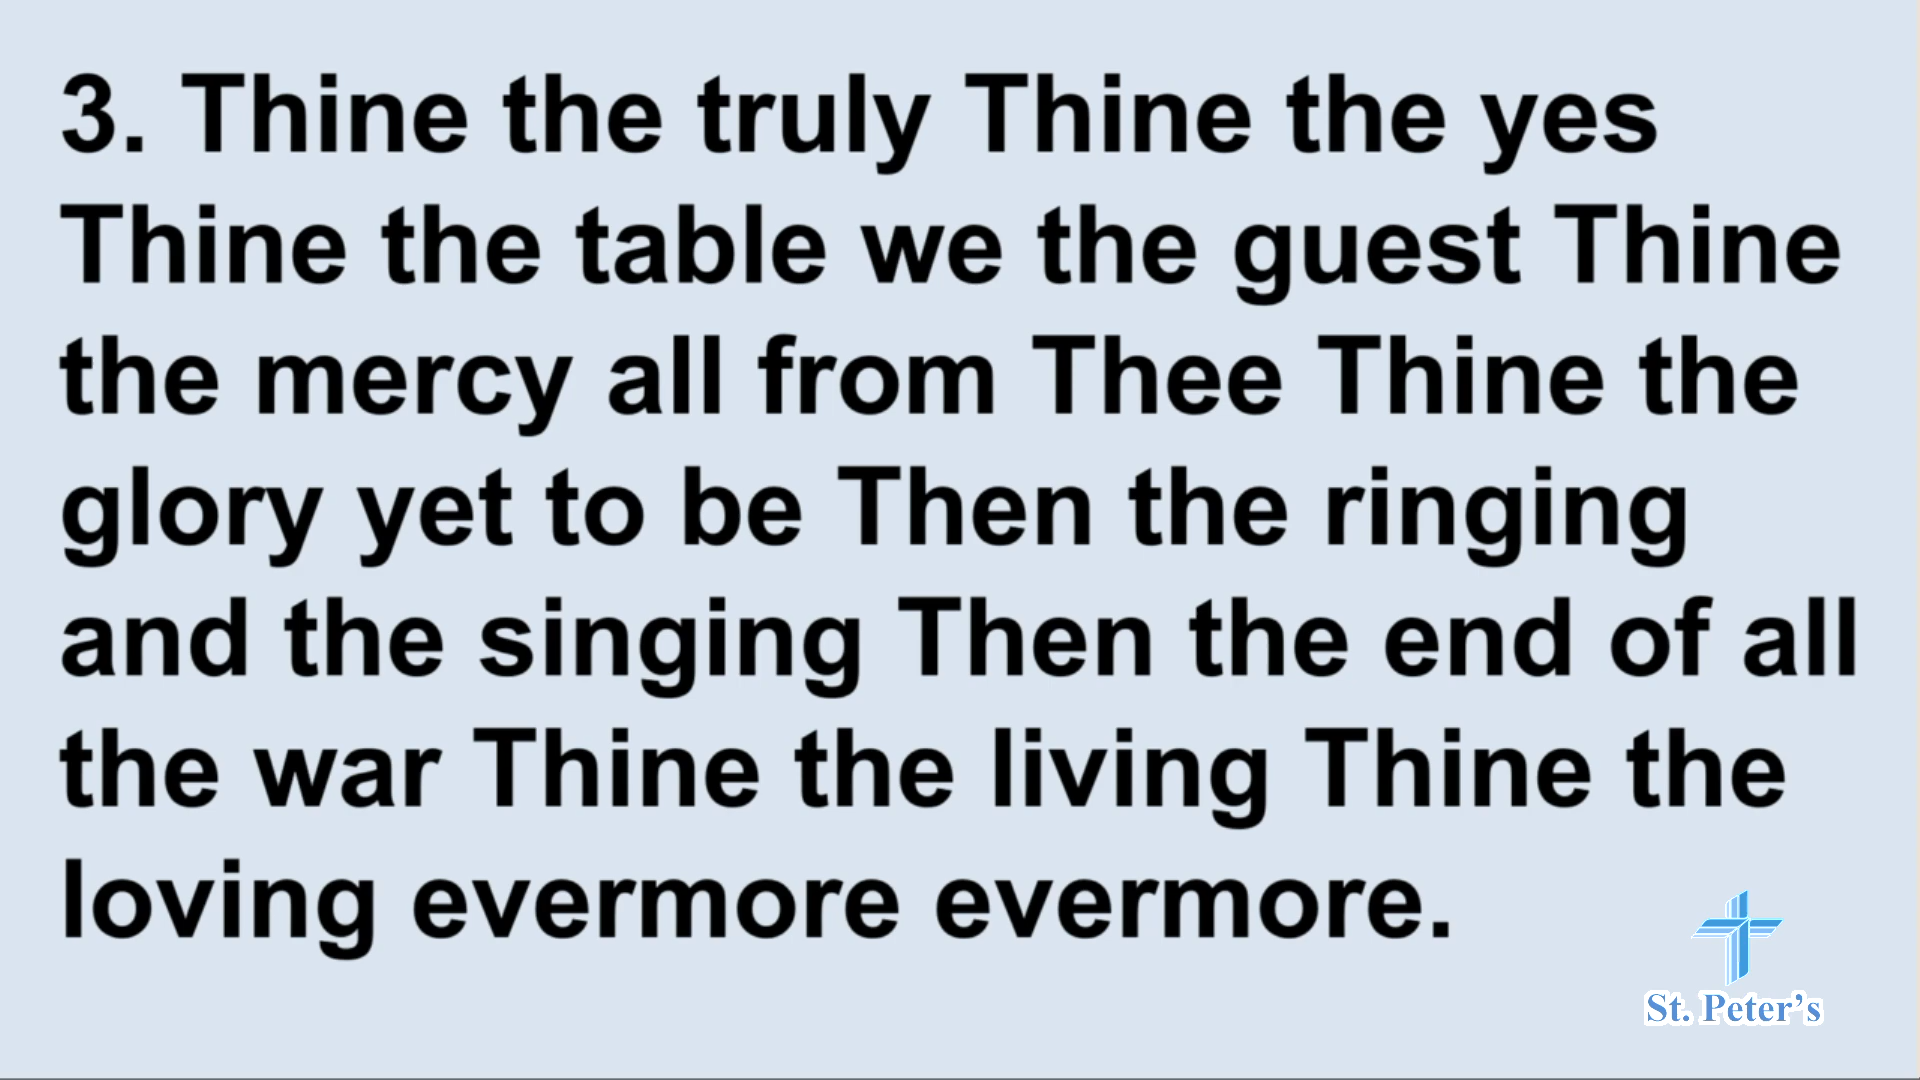 3. Thine the truly Thine the yes
Thine the table we the guest Thine
the mercy all from Thee Thine the
glory yet to be Then the ringing
and the singing Then the end of all
the war Thine the living Thine the
loving evermore evermore.
St. Peter's